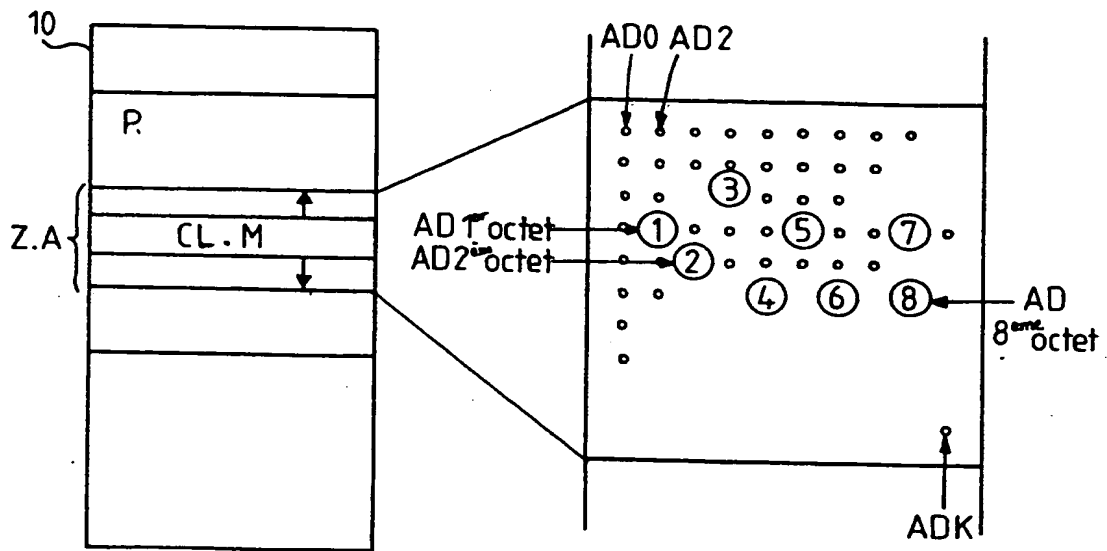 10
P.
Z.A
CL.M
AD0 AD2
3
AD 1er octet
1
5
7
AD 2ème octet
2
4
6
8
AD
8ème octet
ADK